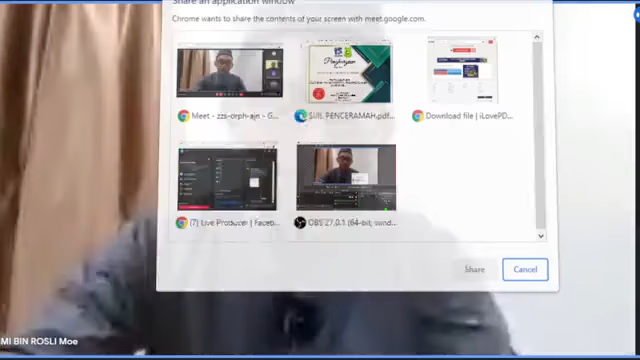 Share an application window
Chrome wants to share the contents of your screen with meet.google.com.
Penghargaan
Meet - zzs-orph-ajn - G...
SIJIL PENCERAMAH.pdf...
Download file | iLovePD...
(7) Live Producer | Faceb...
OBS 27.0.1 (64-bit, wind...
Share
Cancel
MI BIN ROSLI Moe